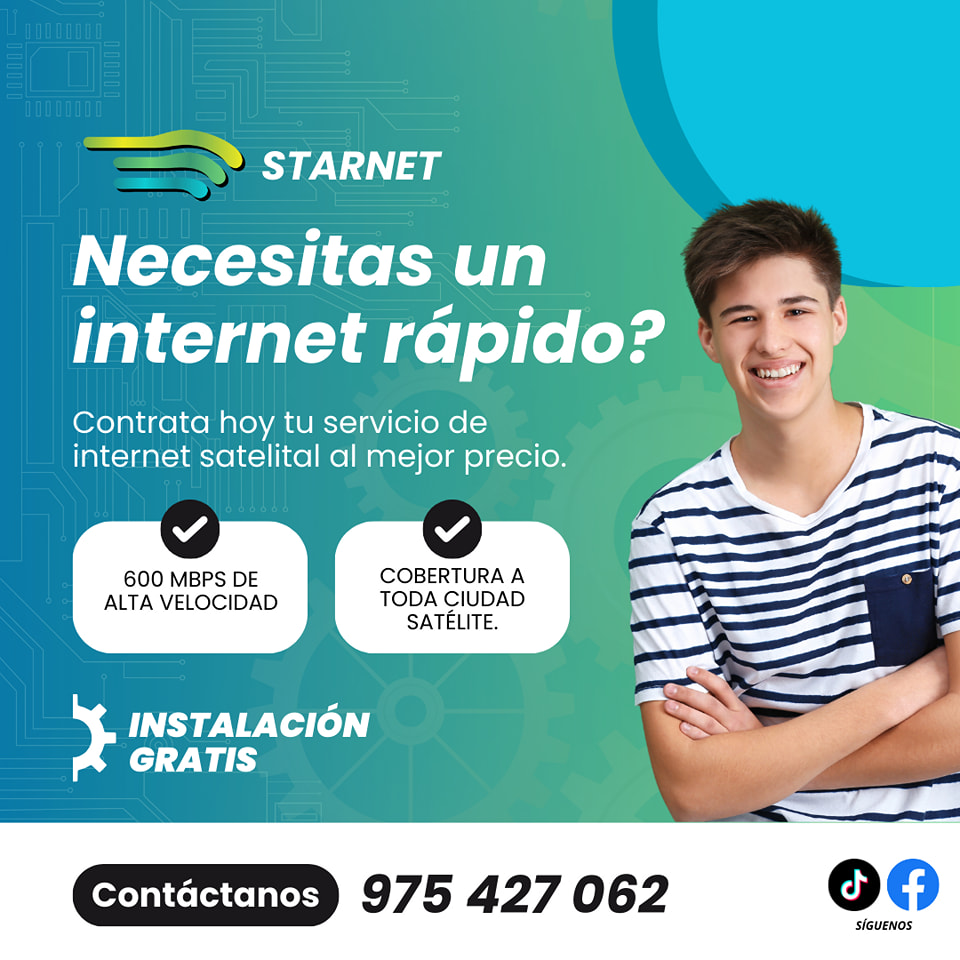 STARNET
Necesitas un
internet rápido?
Contrata hoy tu servicio de
internet satelital al mejor precio.
600 MBPS DE
ALTA VELOCIDAD
COBERTURA A
TODA CIUDAD
SATÉLITE.
INSTALACIÓN
GRATIS
Contáctanos 975 427 062
SÍGUENOS